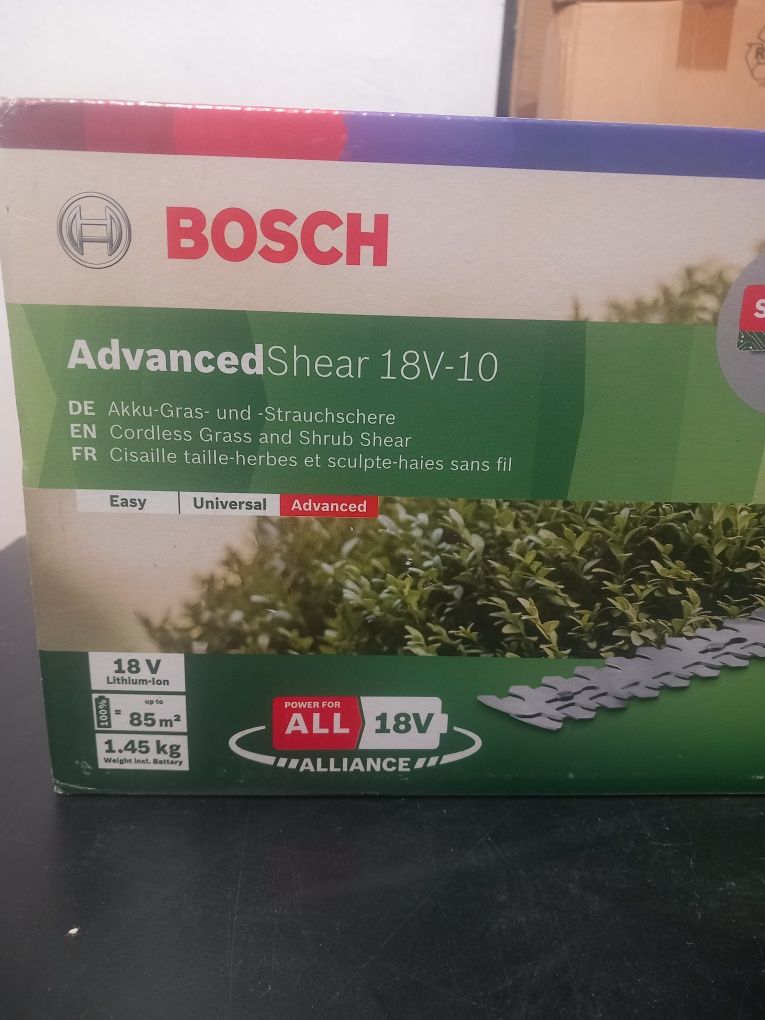 BOSCH
AdvancedShear 18V-10
DE Akku-Gras- und -Strauchschere
EN Cordless Grass and Shrub Shear
FR Cisaille taille-herbes et sculpte-haies sans fil
Easy Universal Advanced
18 V
Lithium-Ion
100% = up to 85 m²
1.45 kg
Weight incl. Battery
POWER FOR
ALL 18V
ALLIANCE